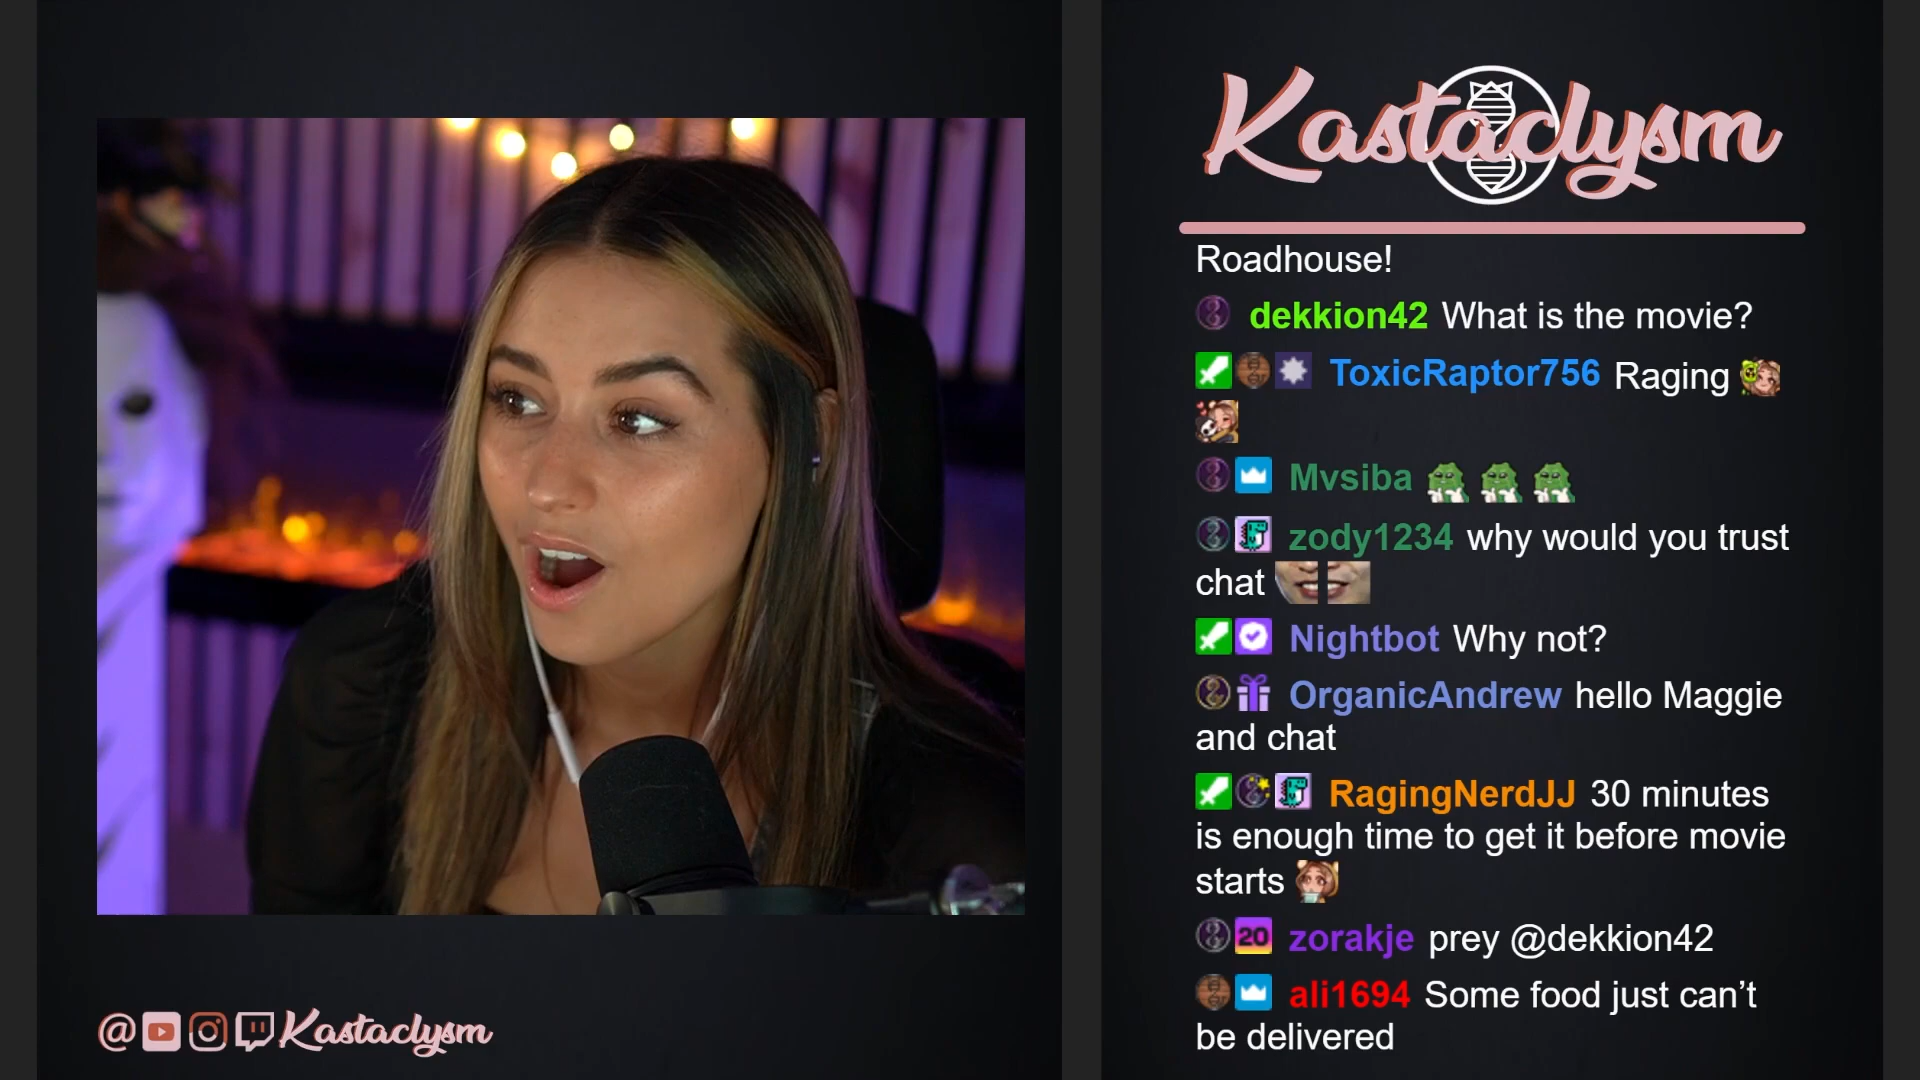 Kastaclysm
Roadhouse!
dekkion42 What is the movie?
ToxicRaptor756 Raging
Mvsiba
zody1234 why would you trust
chat
Nightbot Why not?
OrganicAndrew hello Maggie
and chat
RagingNerdJJ 30 minutes
is enough time to get it before movie
starts
20 zorakje prey @dekkion42
ali1694 Some food just can’t
be delivered
@ Kastaclysm